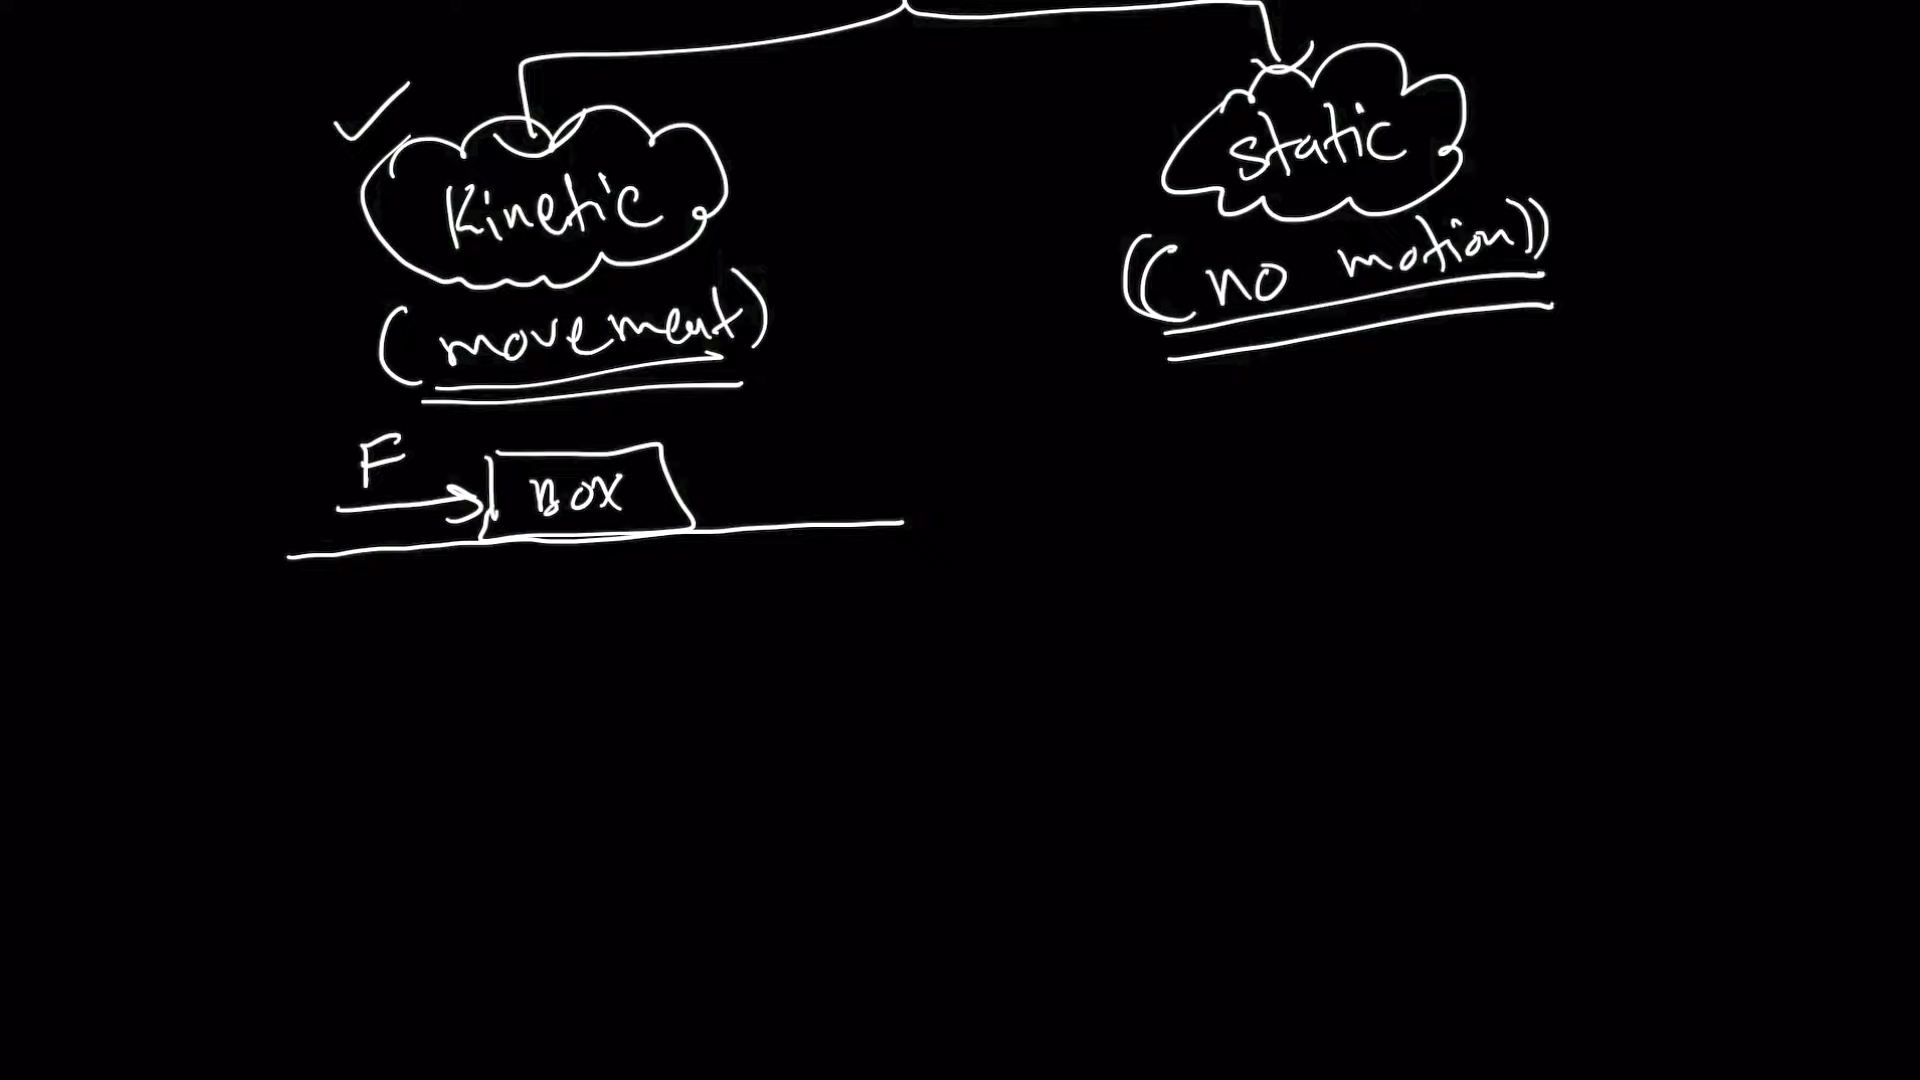 Kinetic
static
((no motion))
(movement)
F
BOX